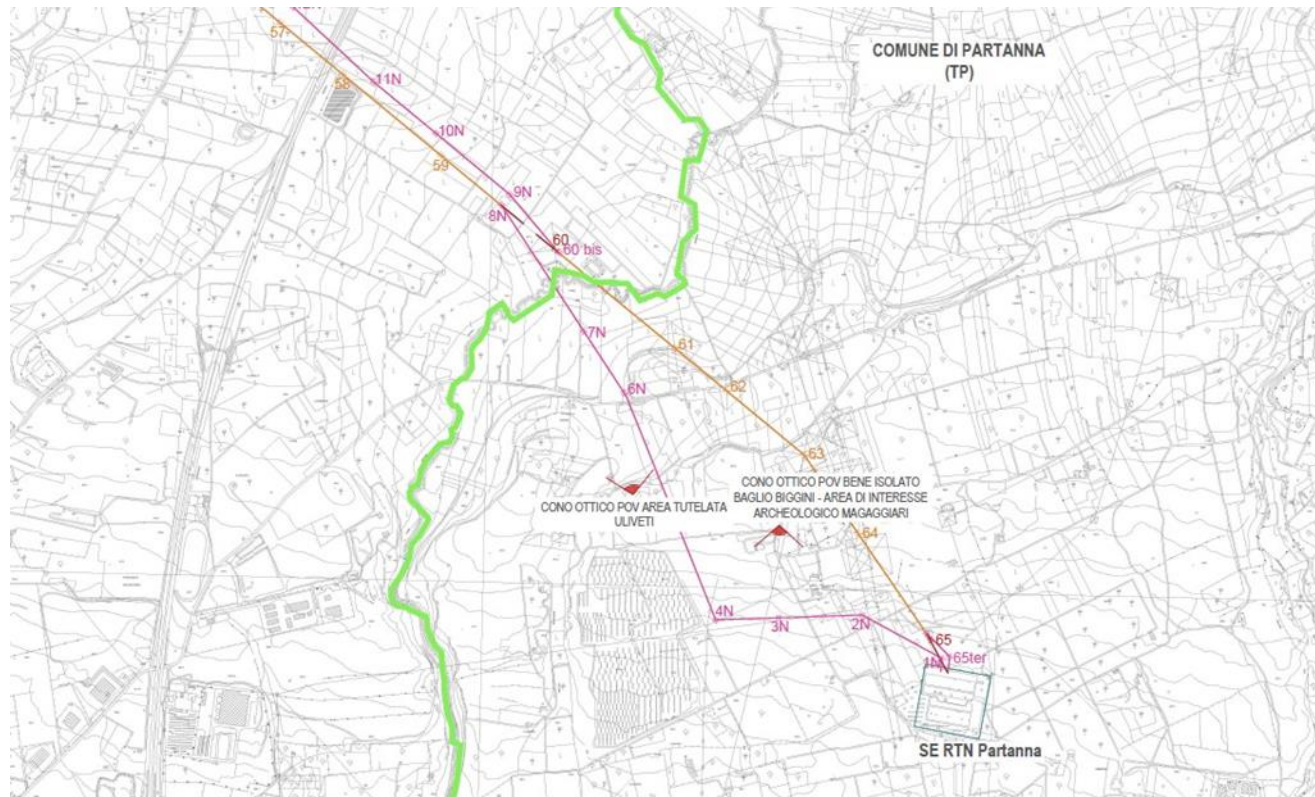 57
11N
58
COMUNE DI PARTANNA
(TP)
10N
59
9N
8N
60
60 bis
7N
61
6N
62
63
CONO OTTICO POV AREA TUTELATA
ULIVETI
CONO OTTICO POV BENE ISOLATO
BAGLIO BIGGINI - AREA DI INTERESSE
ARCHEOLOGICO MAGAGGIARI
64
4N
3N
2N
65
1N
65ter
SE RTN Partanna